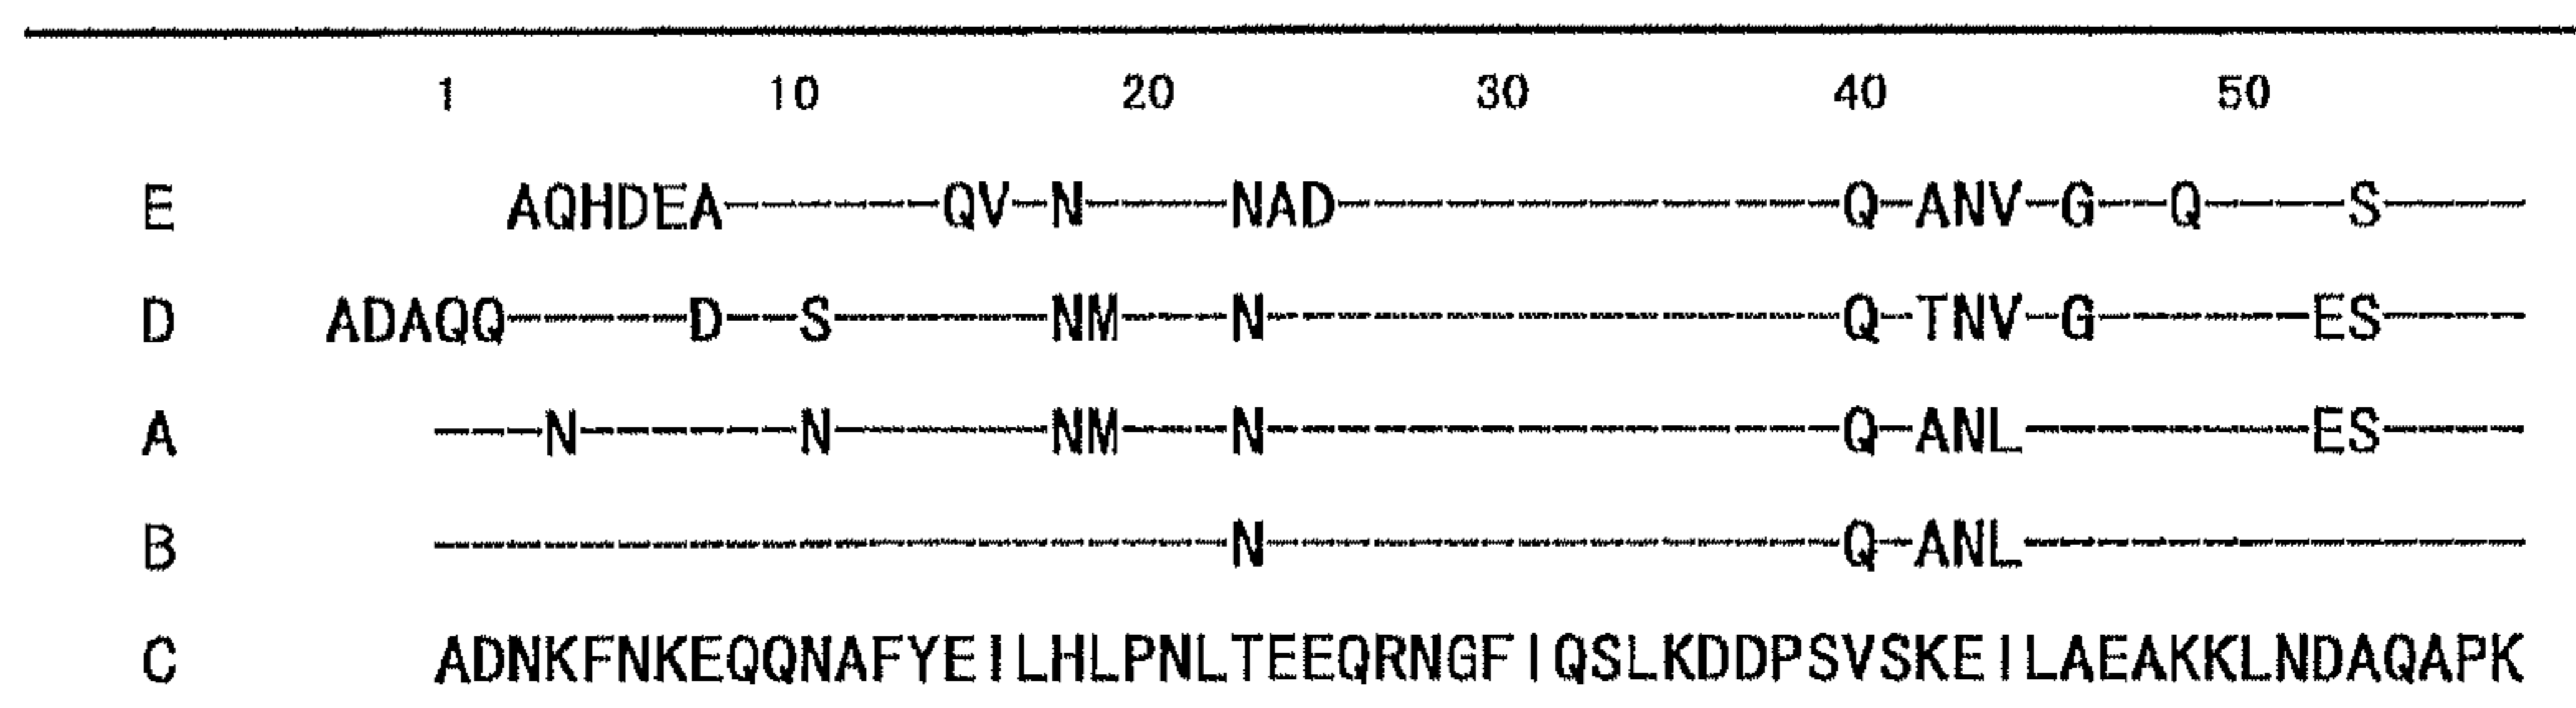 1 10 20 30 40 50
E AQHDEA------QV-N----NAD--------------Q-ANV-G--Q----S----
D ADAQQ-----D--S------NM---N----------------Q-TNV-G------ES----
A ---N------N------NM---N----------------Q-ANL--------ES----
B ----------------------N----------------Q-ANL--------------
C ADNKFNKEQQNAFYEILHLPNLTEEQRNGFIQSLKDDPSVSKEILAEAKKLNDAQAPK